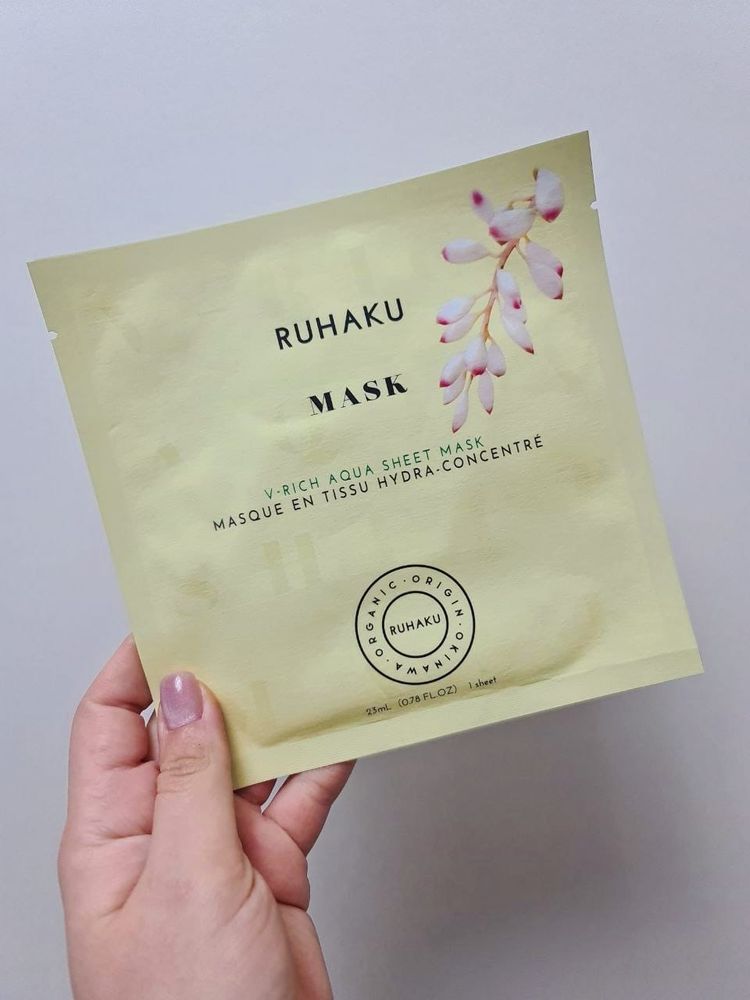 RUHAKU
MASK
V-RICH AQUA SHEET MASK
MASQUE EN TISSU HYDRA-CONCENTRÉ
ORGANIC · ORIGIN · OKINAWA ·
RUHAKU
23mL (0.78 FL.OZ) 1 sheet